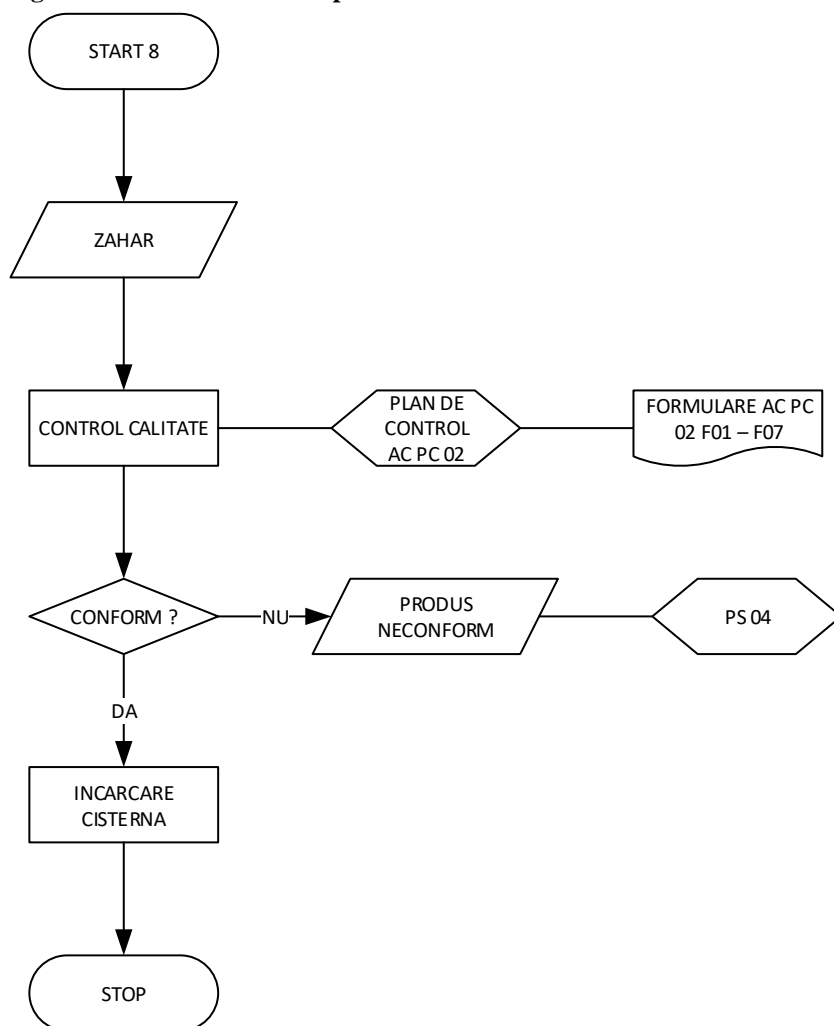 START 8
ZAHAR
CONTROL CALITATE
PLAN DE
CONTROL
AC PC 02
FORMULARE AC PC
02 F01 – F07
CONFORM ?
NU
PRODUS
NECONFORM
PS 04
DA
INCARCARE
CISTERNA
STOP